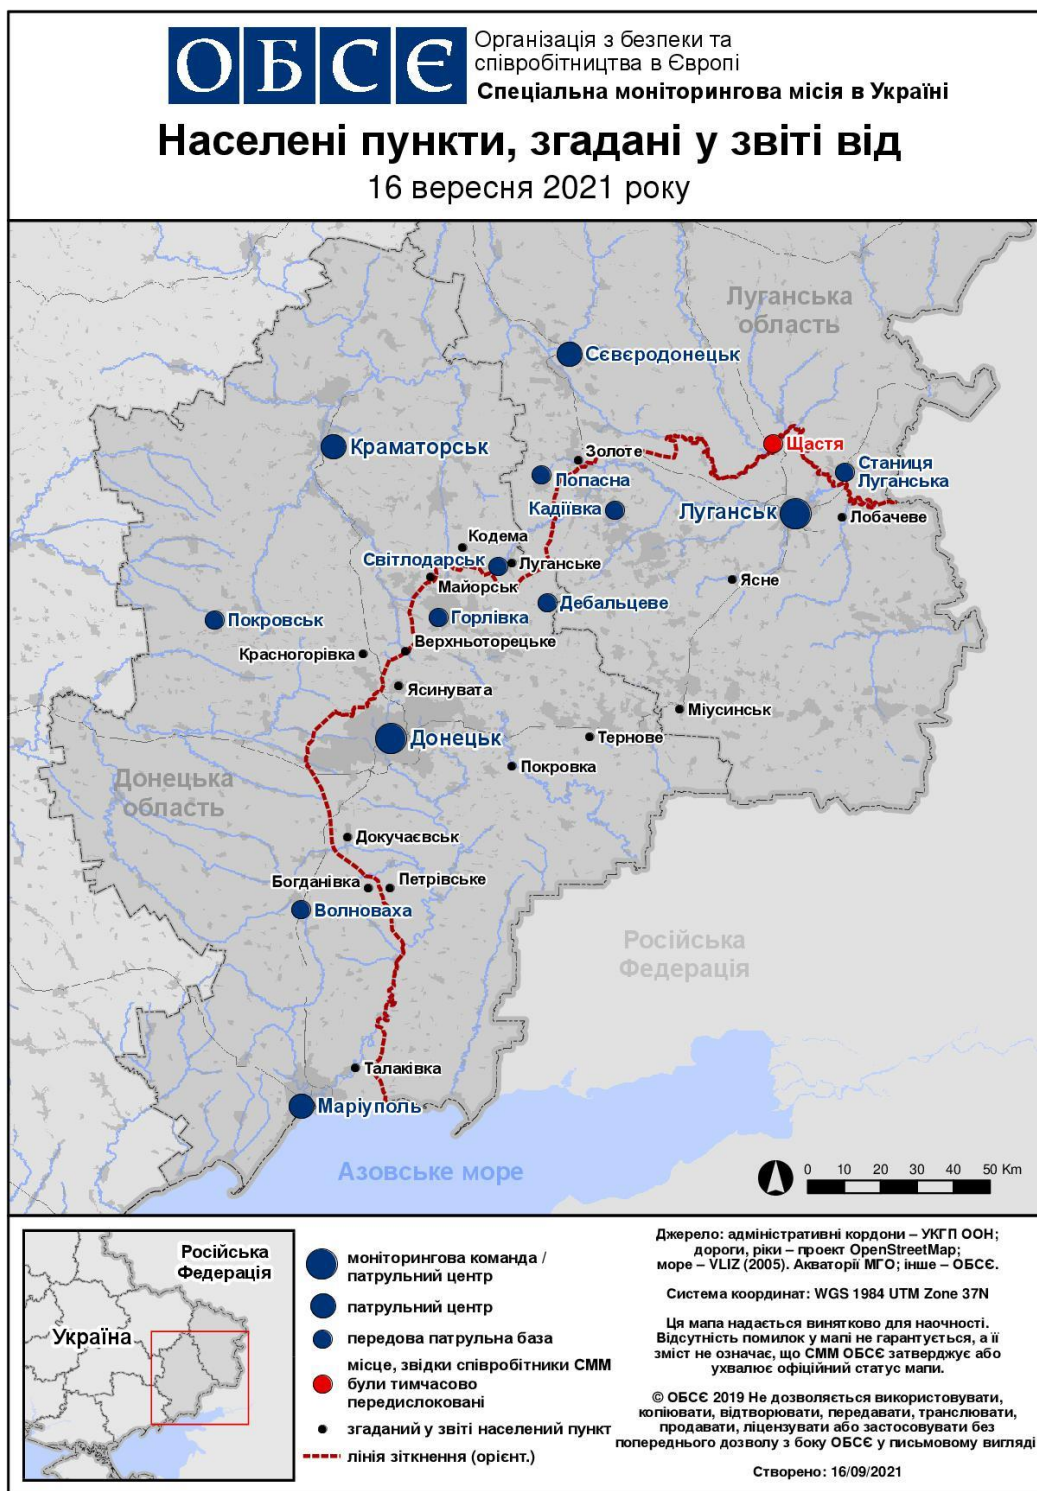 ОБСЄ
Організація з безпеки та
співробітництва в Європі
Спеціальна моніторингова місія в Україні
Населені пункти, згадані у звіті від
16 вересня 2021 року
Луганська
область
Сєвєродонецьк
Краматорськ
Золоте
Щастя
Попасна
Станиця
Луганська
Кадіївка
Луганськ
Лобачеве
Кодема
Світлодарськ
Луганське
Майорськ
Ясне
Дебальцеве
Покровськ
Горлівка
Верхньоторецьке
Красногорівка
Ясинувата
Міусинськ
Донецьк
Тернове
Покровка
Донецька
область
Докучаєвськ
Богданівка
Петрівське
Волноваха
Російська
Федерація
Талаківка
Маріуполь
Азовське море
0 10 20 30 40 50 Km
Російська
Федерація
Україна
моніторингова команда /
патрульний центр
патрульний центр
передова патрульна база
місце, звідки співробітники СММ
були тимчасово
передислоковані
згаданий у звіті населений пункт
лінія зіткнення (орієнт.)
Джерело: адміністративні кордони – УКГП ООН;
дороги, ріки – проект OpenStreetMap;
море – VLIZ (2005). Акваторії МГО; інше – ОБСЄ.
Система координат: WGS 1984 UTM Zone 37N
Ця мапа надається винятково для наочності.
Відсутність помилок у мапі не гарантується, а її
зміст не означає, що СММ ОБСЄ затверджує або
ухвалює офіційний статус мапи.
© ОБСЄ 2019 Не дозволяється використовувати,
копіювати, відтворювати, передавати, транслювати,
продавати, ліцензувати або застосовувати без
попереднього дозволу з боку ОБСЄ у письмовому вигляді
Створено: 16/09/2021